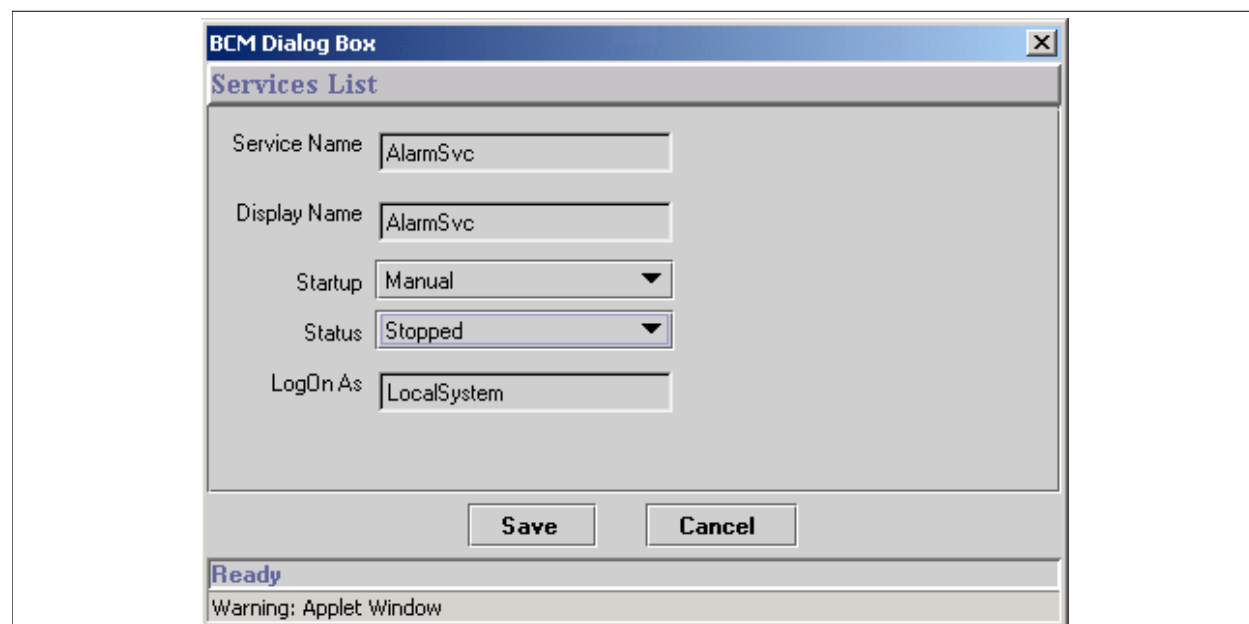 BCM Dialog Box
Services List
Service Name AlarmSvc
Display Name AlarmSvc
Startup Manual
Status Stopped
LogOn As LocalSystem
Save Cancel
Ready
Warning: Applet Window